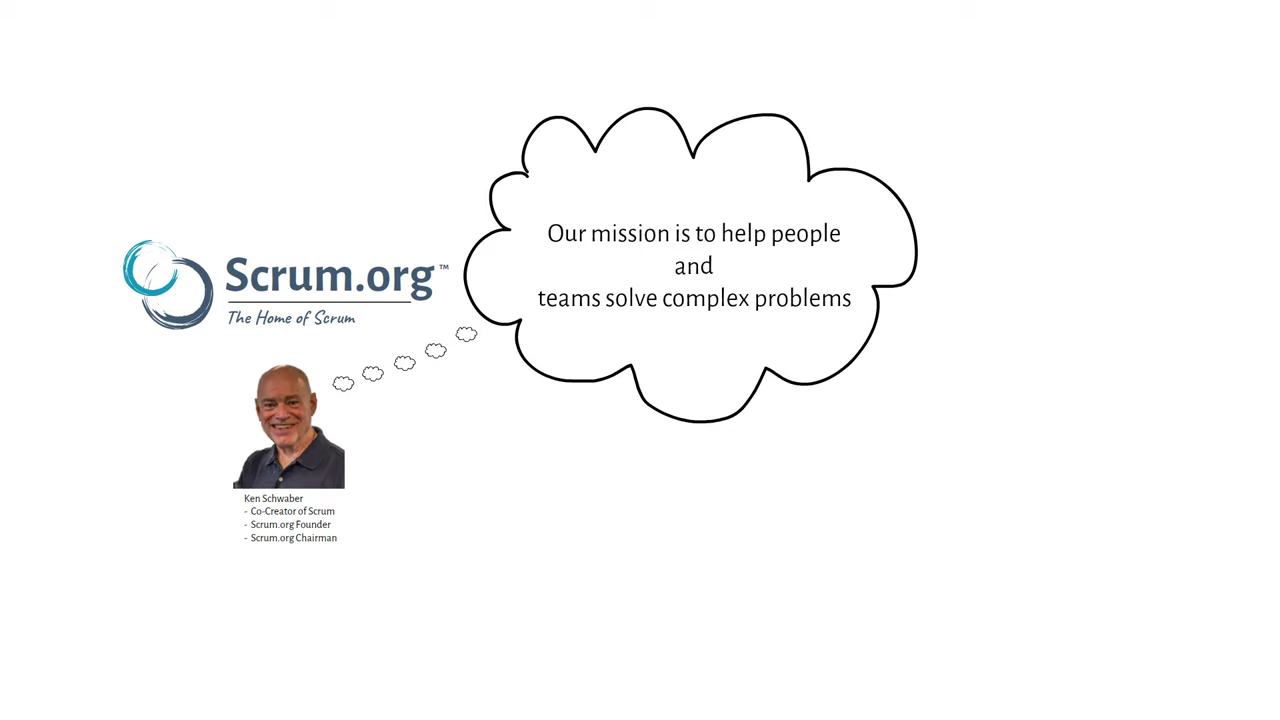 Our mission is to help people
and
teams solve complex problems
Scrum.org™
The Home of Scrum
Ken Schwaber
- Co-Creator of Scrum
- Scrum.org Founder
- Scrum.org Chairman